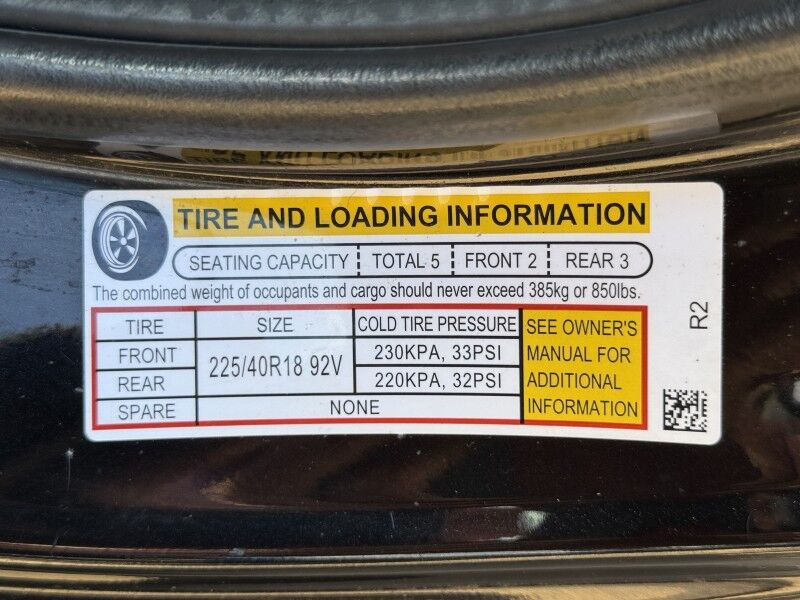 TIRE AND LOADING INFORMATION
SEATING CAPACITY TOTAL 5 FRONT 2 REAR 3
The combined weight of occupants and cargo should never exceed 385kg or 850lbs.
TIRE SIZE COLD TIRE PRESSURE
FRONT 225/40R18 92V 230KPA, 33PSI
REAR 220KPA, 32PSI
SPARE NONE
SEE OWNER'S
MANUAL FOR
ADDITIONAL
INFORMATION
R2